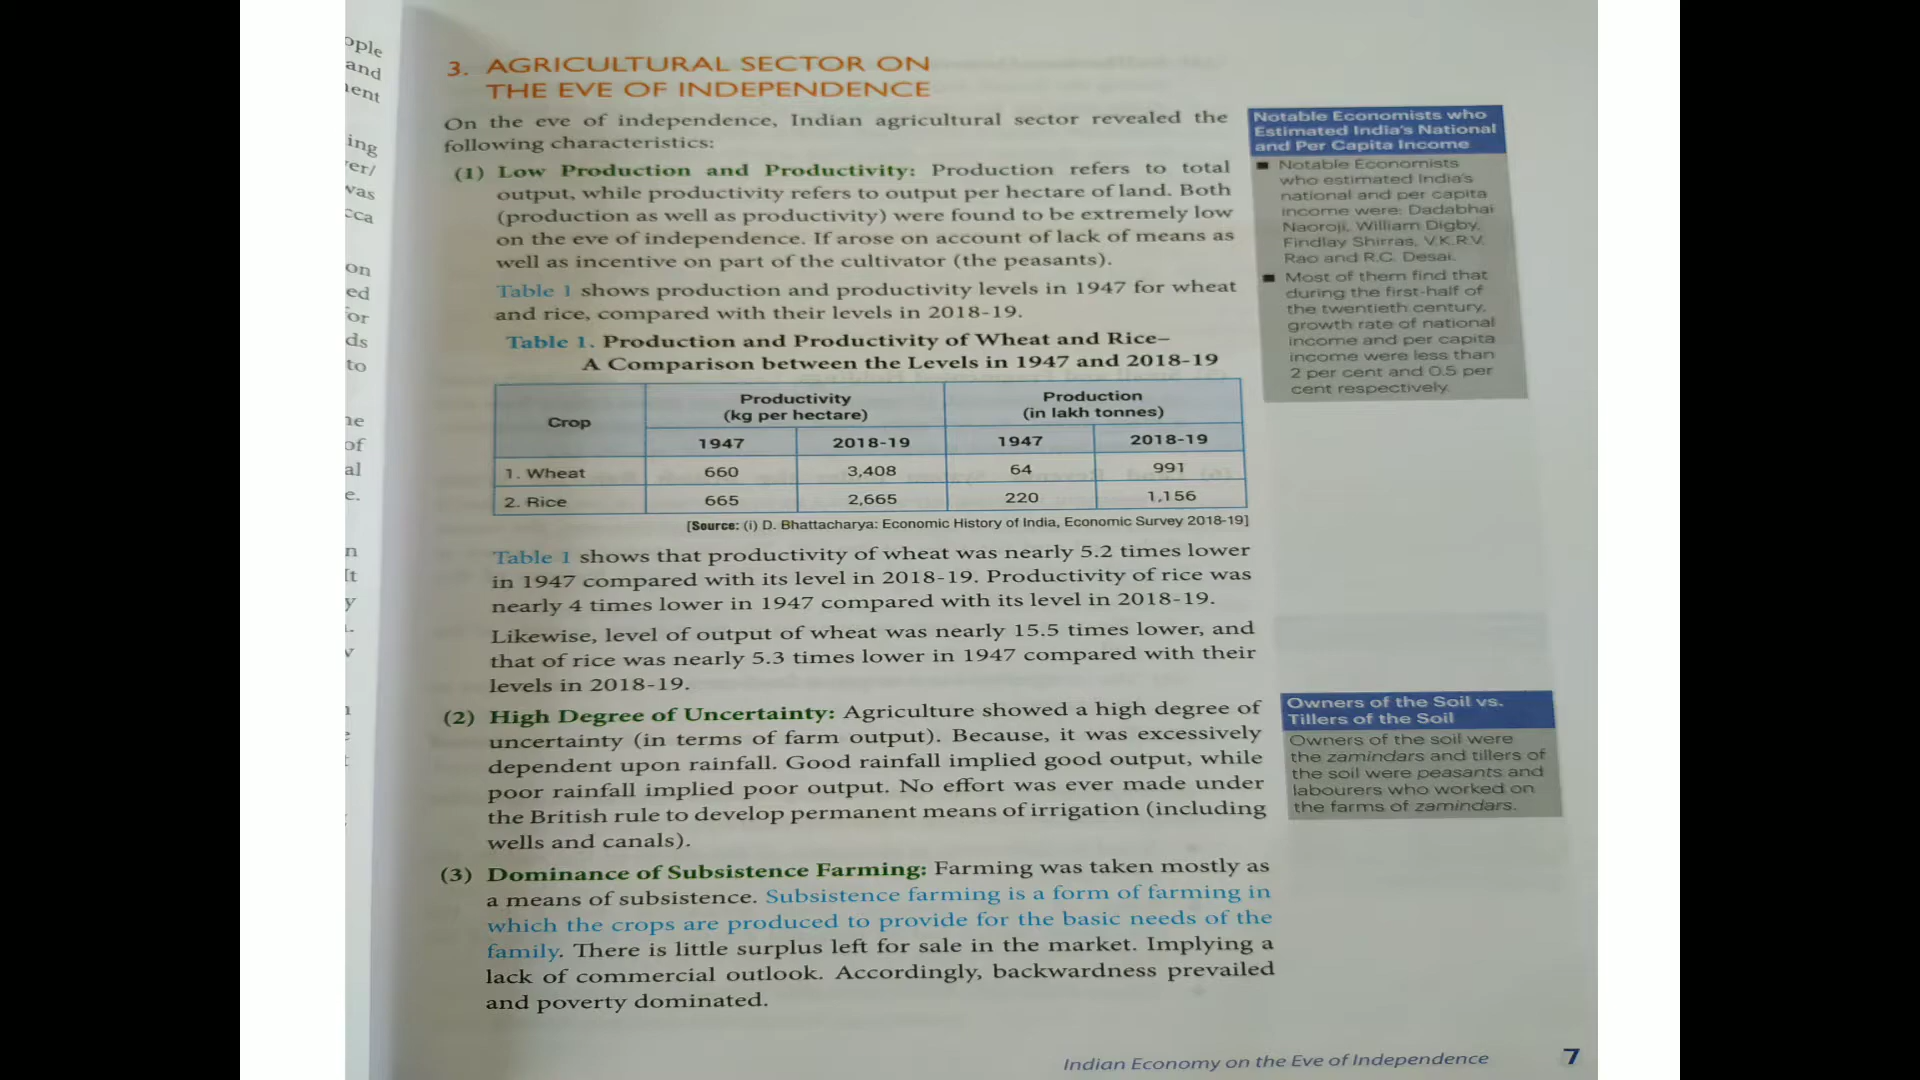 ople
and
nent
ing
er/
was
cca
on
ed
or
ds
to
ne
of
al
e.
n
It
y
3. AGRICULTURAL SECTOR ON
THE EVE OF INDEPENDENCE
On the eve of independence, Indian agricultural sector revealed the
following characteristics:
(1) Low Production and Productivity: Production refers to total
output, while productivity refers to output per hectare of land. Both
(production as well as productivity) were found to be extremely low
on the eve of independence. If arose on account of lack of means as
well as incentive on part of the cultivator (the peasants).
Table 1 shows production and productivity levels in 1947 for wheat
and rice, compared with their levels in 2018-19.
Table 1. Production and Productivity of Wheat and Rice–
A Comparison between the Levels in 1947 and 2018-19
Crop Productivity Production
(kg per hectare) (in lakh tonnes)
1947 2018-19 1947 2018-19
1. Wheat 660 3,408 64 991
2. Rice 665 2,665 220 1,156
[Source: (i) D. Bhattacharya: Economic History of India, Economic Survey 2018-19]
Table 1 shows that productivity of wheat was nearly 5.2 times lower
in 1947 compared with its level in 2018-19. Productivity of rice was
nearly 4 times lower in 1947 compared with its level in 2018-19.
Likewise, level of output of wheat was nearly 15.5 times lower, and
that of rice was nearly 5.3 times lower in 1947 compared with their
levels in 2018-19.
(2) High Degree of Uncertainty: Agriculture showed a high degree of
uncertainty (in terms of farm output). Because, it was excessively
dependent upon rainfall. Good rainfall implied good output, while
poor rainfall implied poor output. No effort was ever made under
the British rule to develop permanent means of irrigation (including
wells and canals).
(3) Dominance of Subsistence Farming: Farming was taken mostly as
a means of subsistence. Subsistence farming is a form of farming in
which the crops are produced to provide for the basic needs of the
family. There is little surplus left for sale in the market. Implying a
lack of commercial outlook. Accordingly, backwardness prevailed
and poverty dominated.
Notable Economists who
Estimated India's National
and Per Capita Income
■ Notable Economists
who estimated India's
national and per capita
income were: Dadabhai
Naoroji, William Digby,
Findlay Shirras, V.K.R.V.
Rao and R.C. Desai.
■ Most of them find that
during the first-half of
the twentieth century,
growth rate of national
income and per capita
income were less than
2 per cent and 0.5 per
cent respectively.
Owners of the Soil vs.
Tillers of the Soil
Owners of the soil were
the zamindars and tillers of
the soil were peasants and
labourers who worked on
the farms of zamindars.
Indian Economy on the Eve of Independence 7